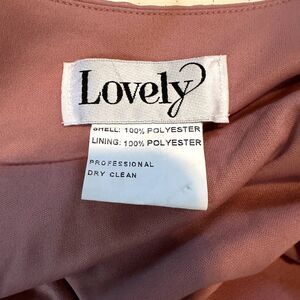 Lovely
SHELL: 100% POLYESTER
LINING: 100% POLYESTER
PROFESSIONAL
DRY CLEAN